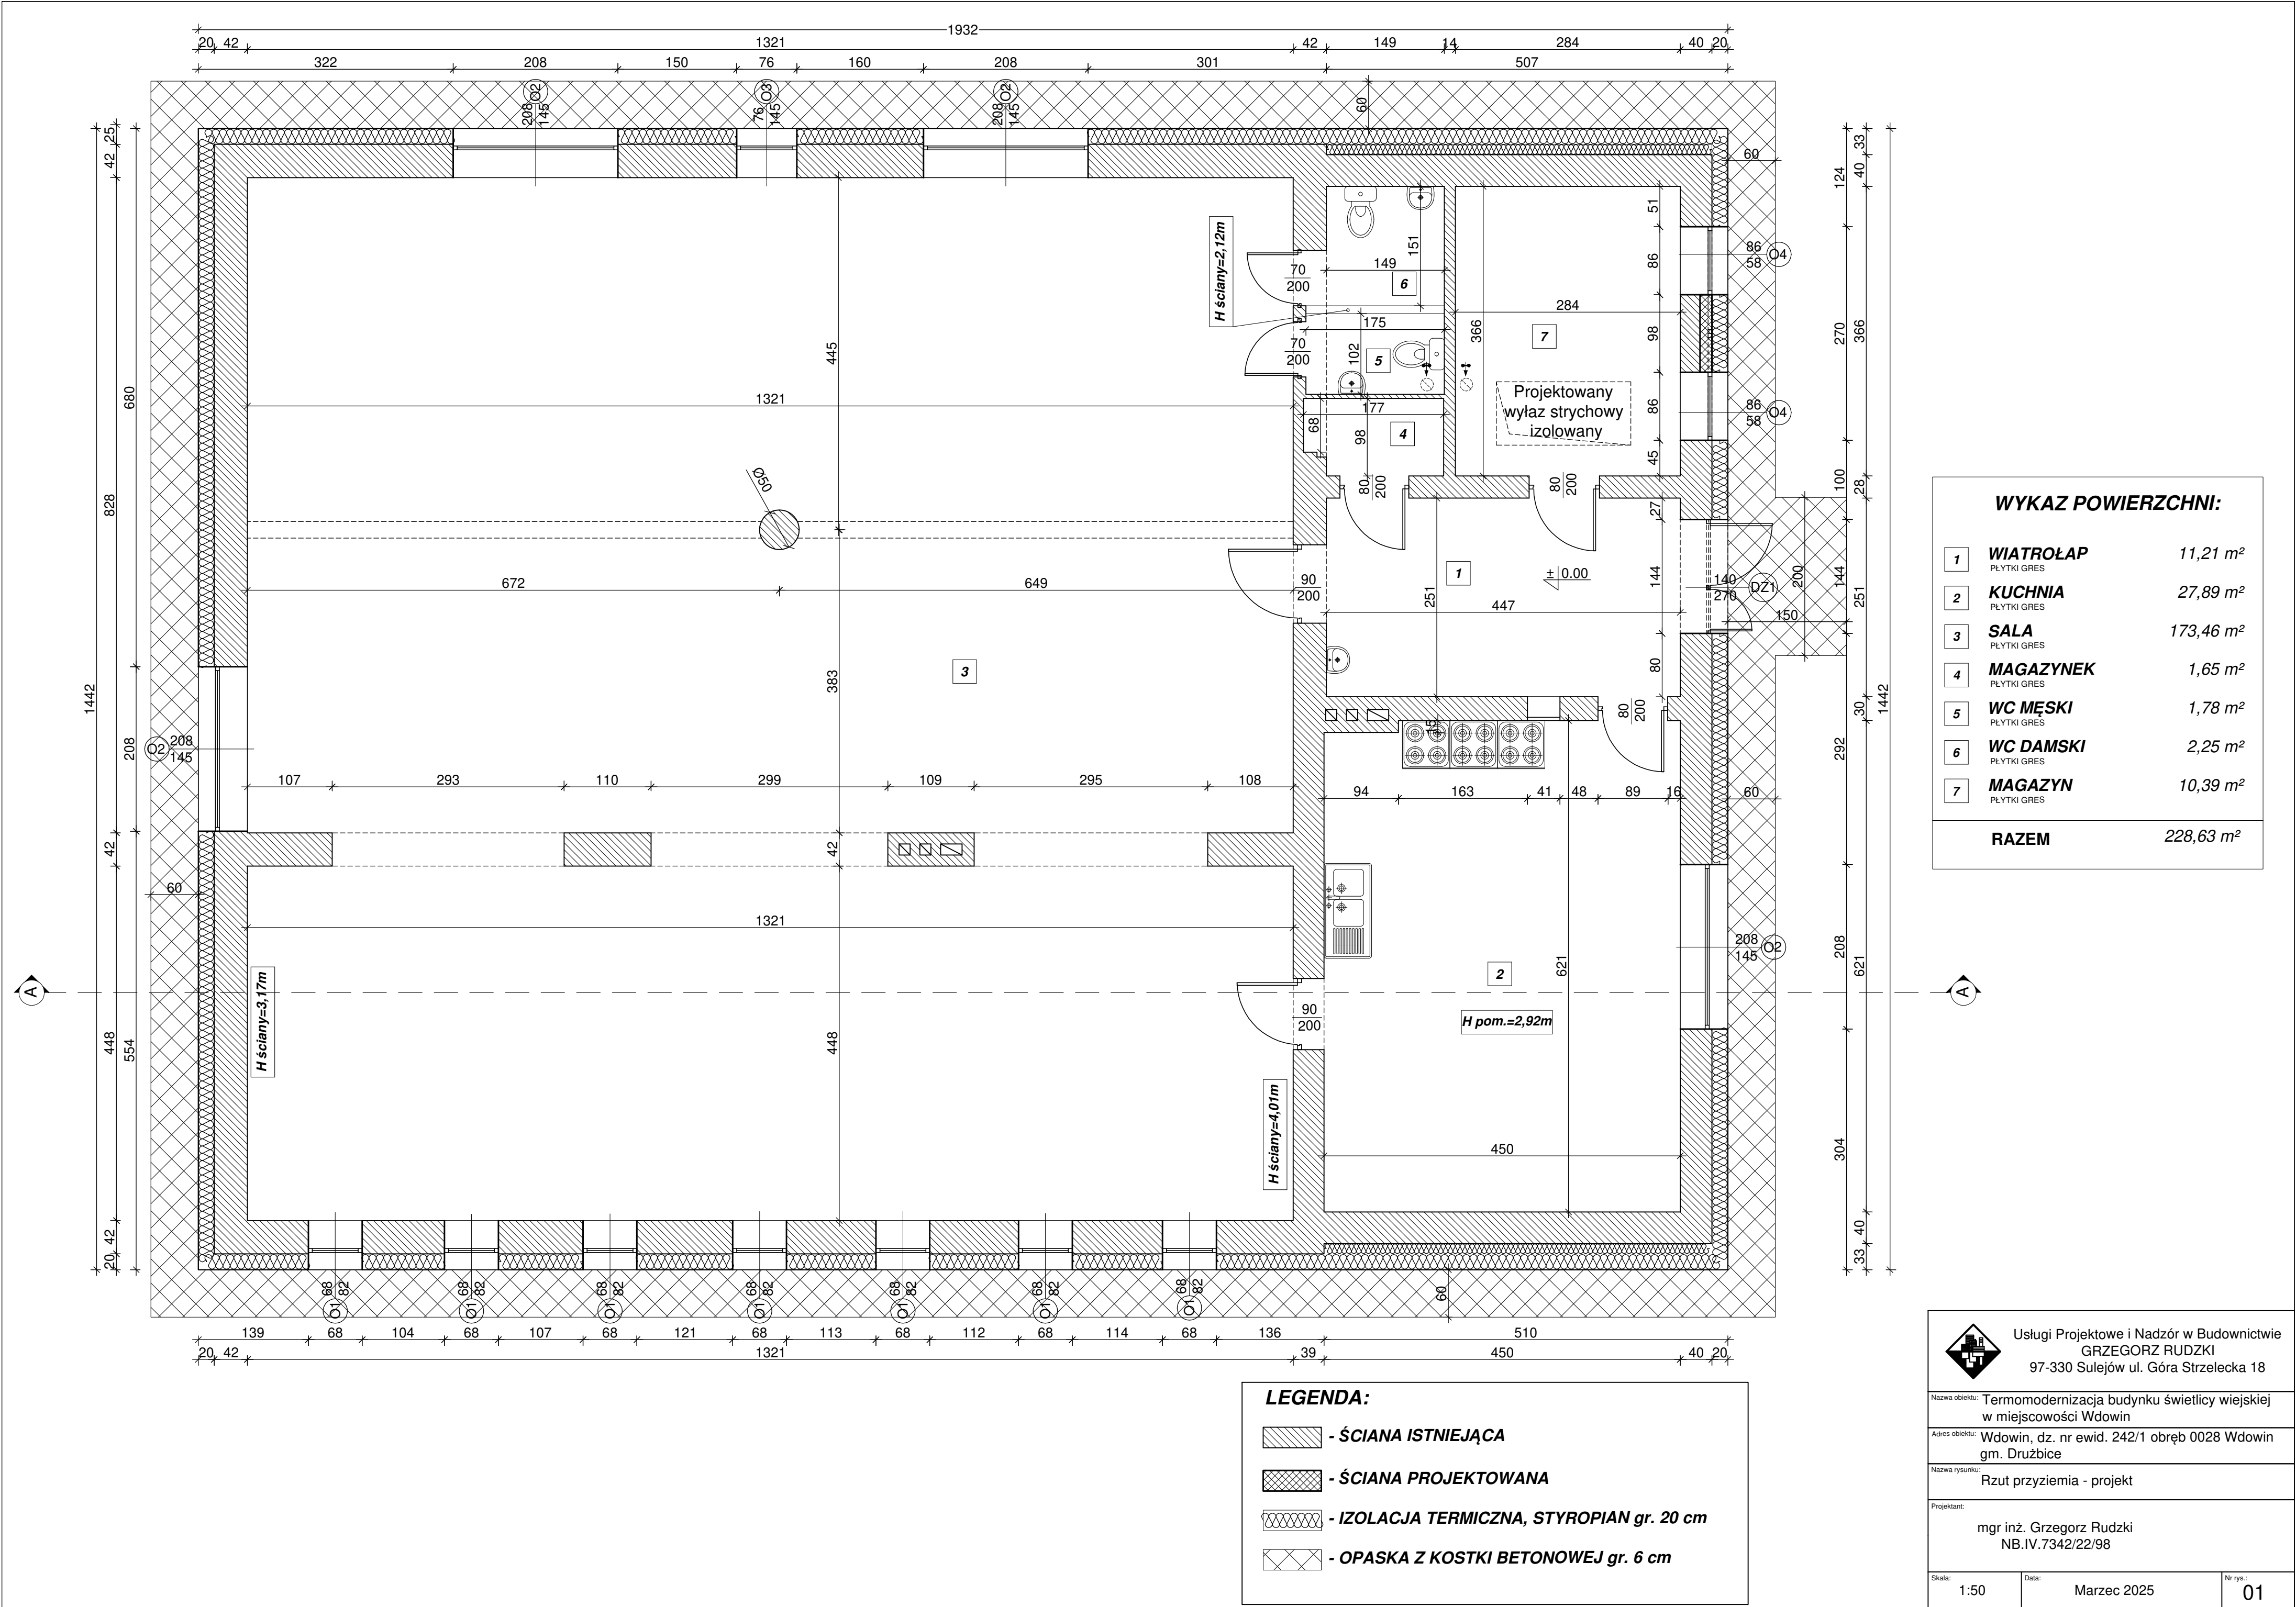 1932
20 42 1321 42 149 14 284 40 20
322 208 150 76 160 208 301 507
208 145 O2
76 145 O3
208 145 O2
60
60
1442
25 42 828 42 448 42 20
680 208 554
60
O2 208 145
445
383
42
448
1321
Ø50
672 649
3
107 293 110 299 109 295 108
1321
H ściany=3,17m
H ściany=4,01m
H ściany=2,12m
70 200
70 200
151
149
6
175
102
5
177
68
98
4
366
284
7
Projektowany
wyłaz strychowy
izolowany
51
86
98
86
45
86 58 O4
86 58 O4
80 200
80 200
90 200
1
± 0.00
251
447
27
144
80
140 270 DZ1
200
150
80 200
15
94 163 41 48 89 16
60
2
621
H pom.=2,92m
90 200
450
208 145 O2
124 270 100 144 292 208 304
33 40 366 28 251 30 621 40 33
1442
A
A
68 82 O1
68 82 O1
68 82 O1
68 82 O1
68 82 O1
68 82 O1
68 82 O1
60
139 68 104 68 107 68 121 68 113 68 112 68 114 68 136 510
20 42 1321 39 450 40 20
WYKAZ POWIERZCHNI:
1 WIATROŁAP 11,21 m²
PŁYTKI GRES
2 KUCHNIA 27,89 m²
PŁYTKI GRES
3 SALA 173,46 m²
PŁYTKI GRES
4 MAGAZYNEK 1,65 m²
PŁYTKI GRES
5 WC MĘSKI 1,78 m²
PŁYTKI GRES
6 WC DAMSKI 2,25 m²
PŁYTKI GRES
7 MAGAZYN 10,39 m²
PŁYTKI GRES
RAZEM 228,63 m²
LEGENDA:
- ŚCIANA ISTNIEJĄCA
- ŚCIANA PROJEKTOWANA
- IZOLACJA TERMICZNA, STYROPIAN gr. 20 cm
- OPASKA Z KOSTKI BETONOWEJ gr. 6 cm
Usługi Projektowe i Nadzór w Budownictwie
GRZEGORZ RUDZKI
97-330 Sulejów ul. Góra Strzelecka 18
Nazwa obiektu: Termomodernizacja budynku świetlicy wiejskiej
w miejscowości Wdowin
Adres obiektu: Wdowin, dz. nr ewid. 242/1 obręb 0028 Wdowin
gm. Drużbice
Nazwa rysunku: Rzut przyziemia - projekt
Projektant:
mgr inż. Grzegorz Rudzki
NB.IV.7342/22/98
Skala: 1:50 Data: Marzec 2025 Nr rys.: 01